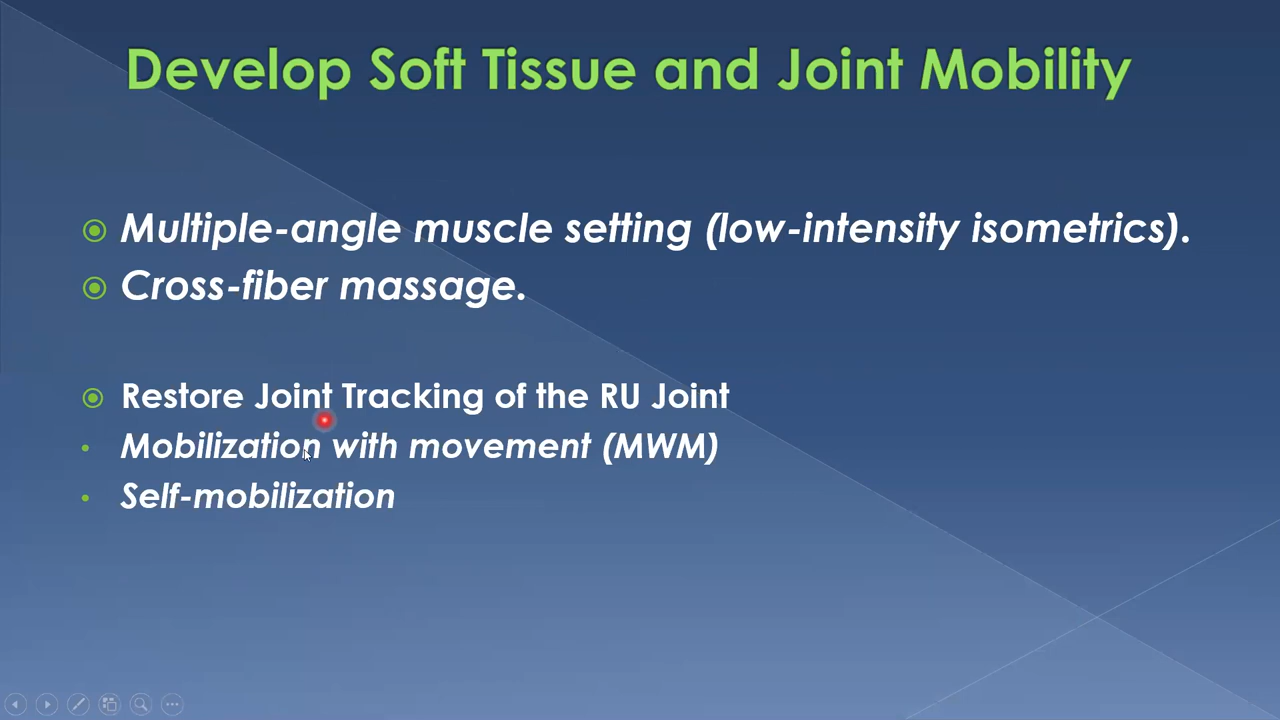 Develop Soft Tissue and Joint Mobility
Multiple-angle muscle setting (low-intensity isometrics).
Cross-fiber massage.
Restore Joint Tracking of the RU Joint
Mobilization with movement (MWM)
Self-mobilization